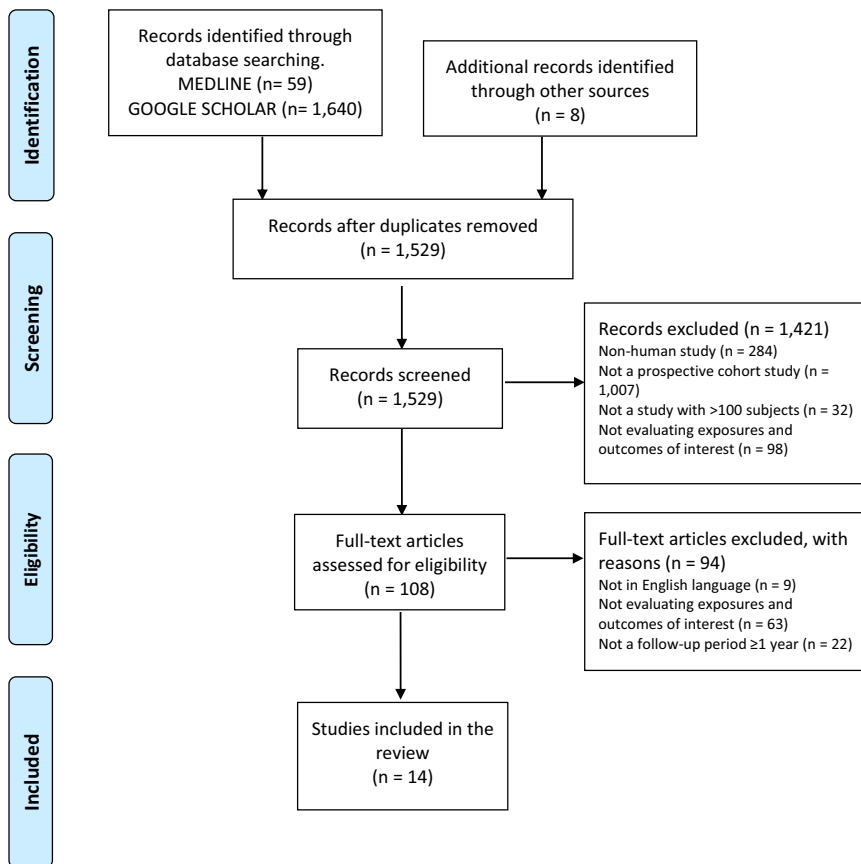 Identification
Records identified through
database searching.
MEDLINE (n= 59)
GOOGLE SCHOLAR (n= 1,640)
Additional records identified
through other sources
(n = 8)
Records after duplicates removed
(n = 1,529)
Screening
Records screened
(n = 1,529)
Records excluded (n = 1,421)
Non-human study (n = 284)
Not a prospective cohort study (n =
1,007)
Not a study with >100 subjects (n = 32)
Not evaluating exposures and
outcomes of interest (n = 98)
Eligibility
Full-text articles
assessed for eligibility
(n = 108)
Full-text articles excluded, with
reasons (n = 94)
Not in English language (n = 9)
Not evaluating exposures and
outcomes of interest (n = 63)
Not a follow-up period ≥1 year (n = 22)
Included
Studies included in the
review
(n = 14)